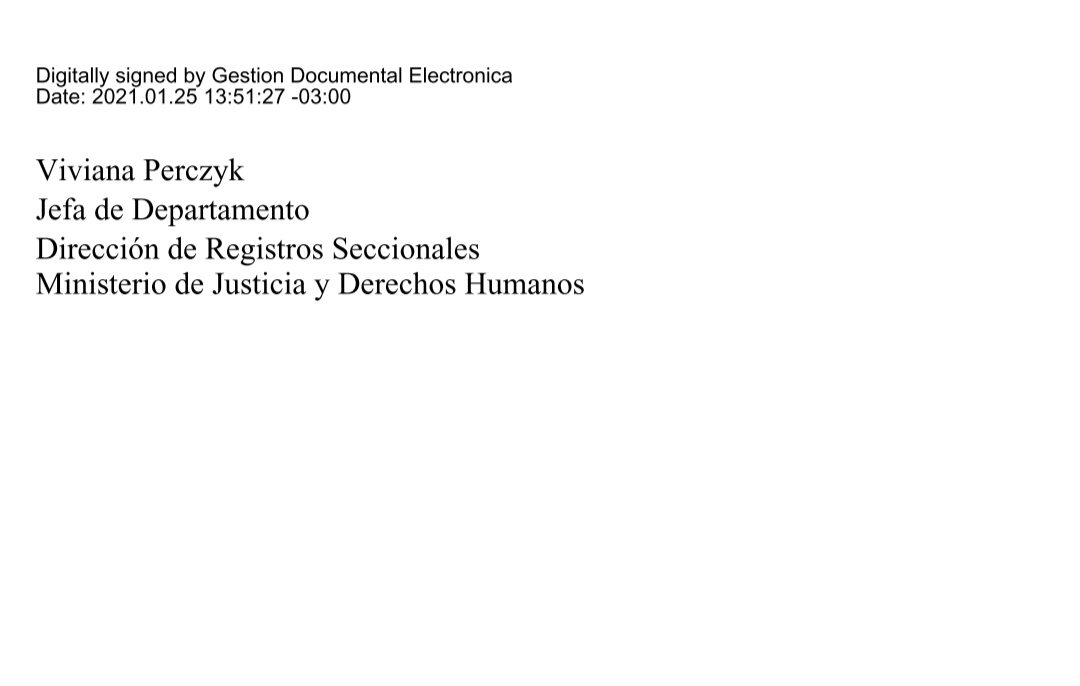 Digitally signed by Gestion Documental Electronica
Date: 2021.01.25 13:51:27 -03:00
Viviana Perczyk
Jefa de Departamento
Dirección de Registros Seccionales
Ministerio de Justicia y Derechos Humanos